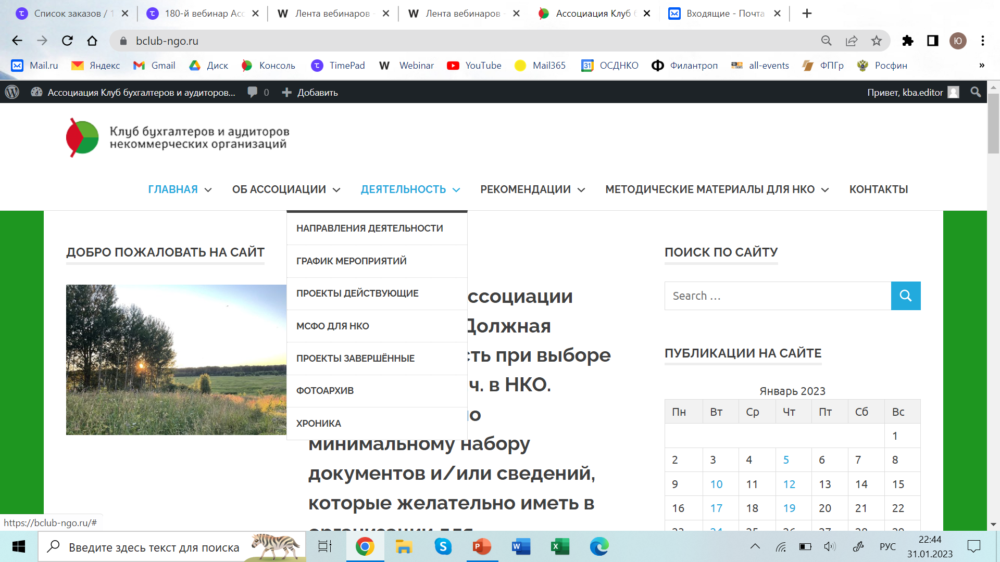 Список заказов / 1
180-й вебинар Асс
Лента вебинаров -
Лента вебинаров -
Ассоциация Клуб б
Входящие - Почта
bclub-ngo.ru
Ю
Mail.ru
Яндекс
Gmail
Диск
Консоль
TimePad
Webinar
YouTube
Mail365
31
ОСДНКО
Филантроп
all-events
ФПГр
Росфин
»
Ассоциация Клуб бухгалтеров и аудиторов...
0
Добавить
Привет, kba.editor
Клуб бухгалтеров и аудиторов
некоммерческих организаций
ГЛАВНАЯ
ОБ АССОЦИАЦИИ
ДЕЯТЕЛЬНОСТЬ
РЕКОМЕНДАЦИИ
МЕТОДИЧЕСКИЕ МАТЕРИАЛЫ ДЛЯ НКО
КОНТАКТЫ
НАПРАВЛЕНИЯ ДЕЯТЕЛЬНОСТИ
ГРАФИК МЕРОПРИЯТИЙ
ПРОЕКТЫ ДЕЙСТВУЮЩИЕ
МСФО ДЛЯ НКО
ПРОЕКТЫ ЗАВЕРШЁННЫЕ
ФОТОАРХИВ
ХРОНИКА
ДОБРО ПОЖАЛОВАТЬ НА САЙТ
ссоциации
Должная
сть при выборе
ч. в НКО.
о
минимальному набору
документов и/или сведений,
которые желательно иметь в
ПОИСК ПО САЙТУ
Search …
ПУБЛИКАЦИИ НА САЙТЕ
Январь 2023
Пн Вт Ср Чт Пт Сб Вс
1
2 3 4 5 6 7 8
9 10 11 12 13 14 15
16 17 18 19 20 21 22
https://bclub-ngo.ru/#
Введите здесь текст для поиска
РУС
22:44
31.01.2023